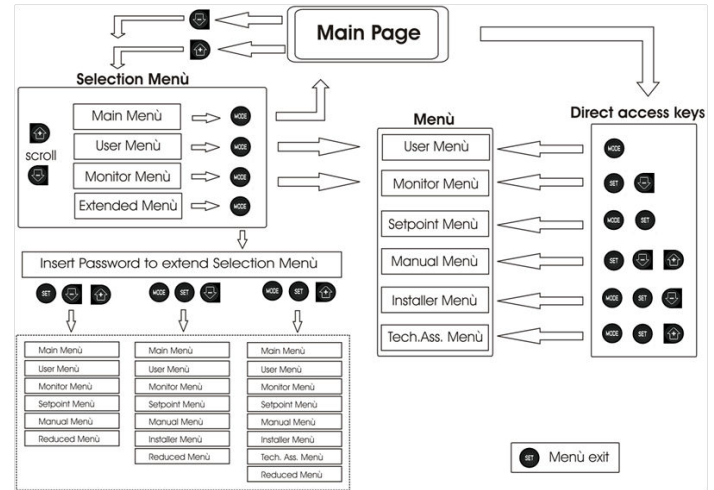 Main Page
Selection Menù
Main Menù
MODE
User Menù
MODE
Monitor Menù
MODE
Extended Menù
MODE
scroll
Insert Password to extend Selection Menù
SET
MODE SET
MODE SET
Main Menù
User Menù
Monitor Menù
Setpoint Menù
Manual Menù
Reduced Menù
Main Menù
User Menù
Monitor Menù
Setpoint Menù
Manual Menù
Installer Menù
Reduced Menù
Main Menù
User Menù
Monitor Menù
Setpoint Menù
Manual Menù
Installer Menù
Tech. Ass. Menù
Reduced Menù
Menù
User Menù
Monitor Menù
Setpoint Menù
Manual Menù
Installer Menù
Tech.Ass. Menù
Direct access keys
MODE
SET
MODE SET
SET
MODE SET
MODE SET
SET Menù exit